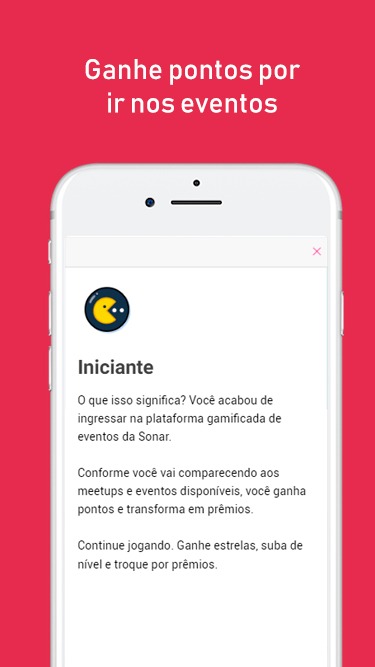 Ganhe pontos por
ir nos eventos
Iniciante
O que isso significa? Você acabou de
ingressar na plataforma gamificada de
eventos da Sonar.
Conforme você vai comparecendo aos
meetups e eventos disponíveis, você ganha
pontos e transforma em prêmios.
Continue jogando. Ganhe estrelas, suba de
nível e troque por prêmios.